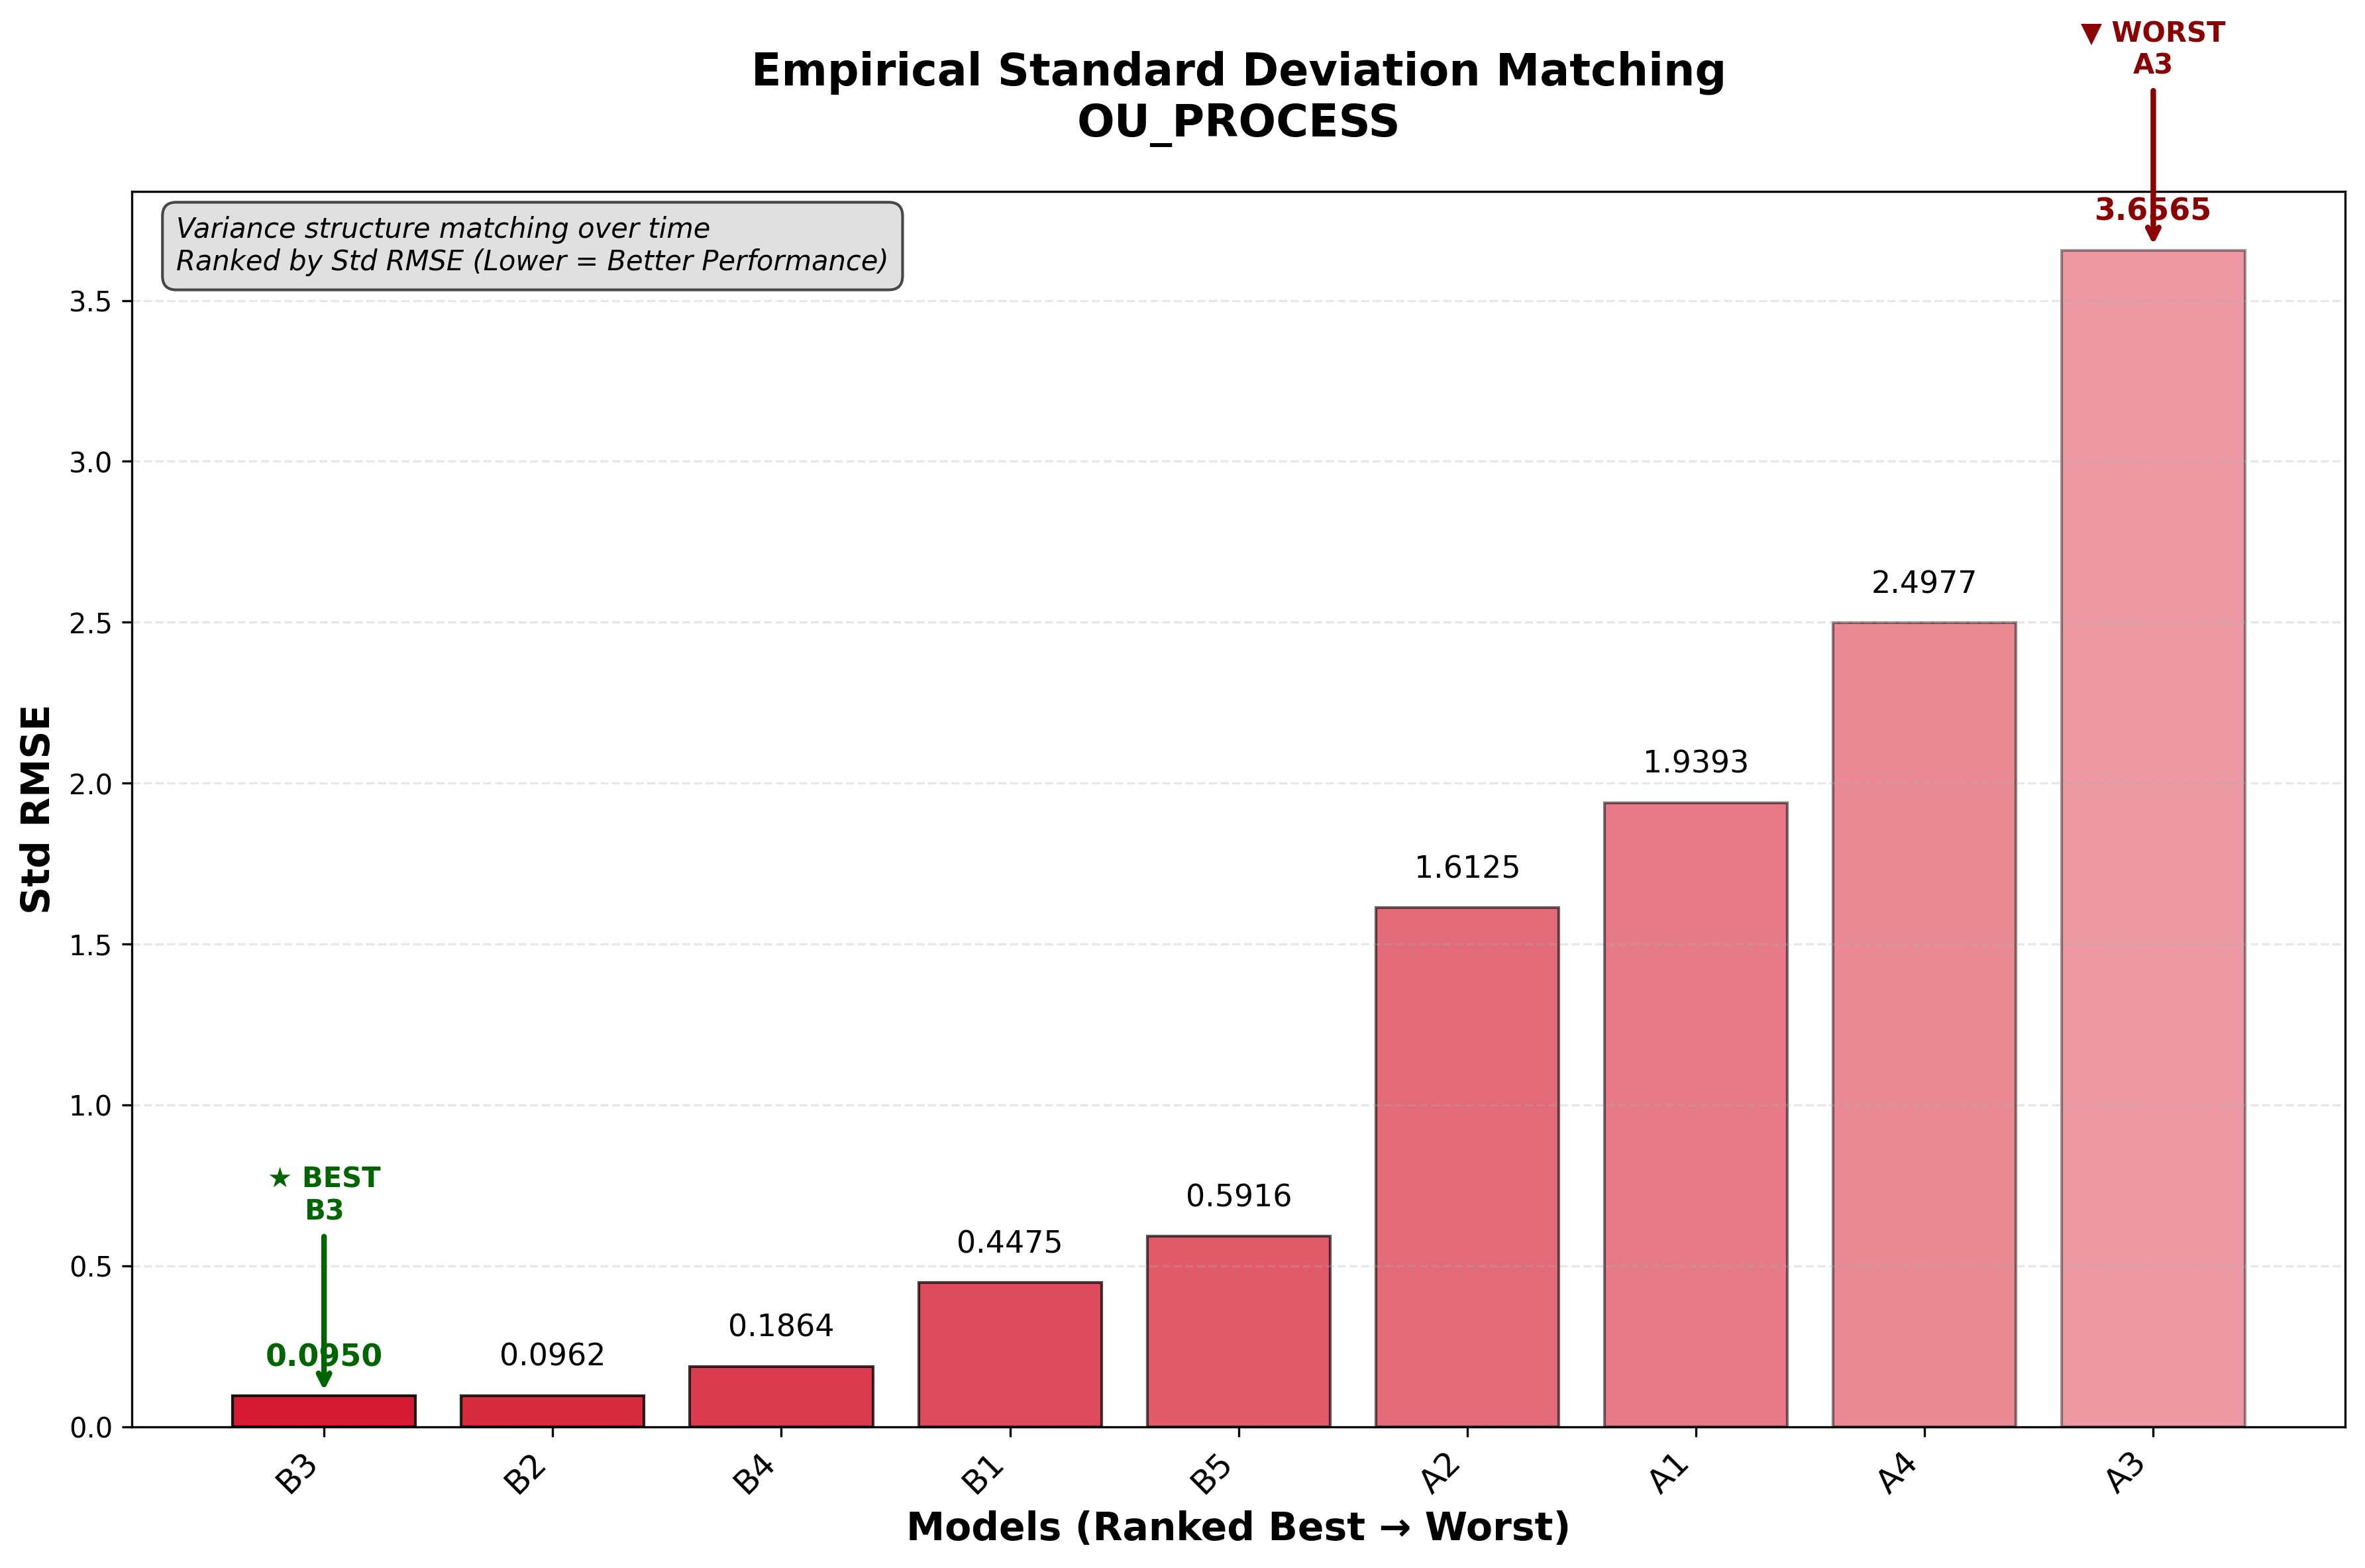 ▼ WORST
A3
Empirical Standard Deviation Matching
OU_PROCESS
Variance structure matching over time
Ranked by Std RMSE (Lower = Better Performance)
3.6565
3.5
3.0
2.5
2.0
1.5
1.0
0.5
0.0
Std RMSE
2.4977
1.9393
1.6125
★ BEST
B3
0.5916
0.4475
0.1864
0.0950
0.0962
B3
B2
B4
B1
B5
A2
A1
A4
A3
Models (Ranked Best → Worst)